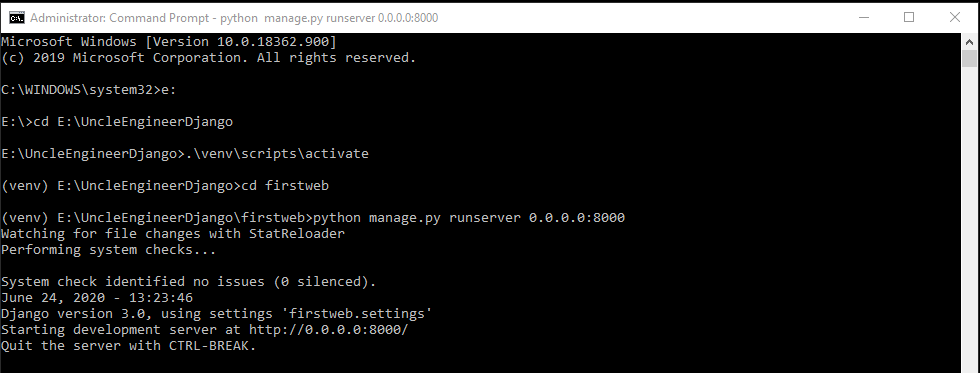 Administrator: Command Prompt - python  manage.py runserver 0.0.0.0:8000
Microsoft Windows [Version 10.0.18362.900]
(c) 2019 Microsoft Corporation. All rights reserved.
C:\WINDOWS\system32>e:
E:\>cd E:\UncleEngineerDjango
E:\UncleEngineerDjango>.\venv\scripts\activate
(venv) E:\UncleEngineerDjango>cd firstweb
(venv) E:\UncleEngineerDjango\firstweb>python manage.py runserver 0.0.0.0:8000
Watching for file changes with StatReloader
Performing system checks...
System check identified no issues (0 silenced).
June 24, 2020 - 13:23:46
Django version 3.0, using settings 'firstweb.settings'
Starting development server at http://0.0.0.0:8000/
Quit the server with CTRL-BREAK.